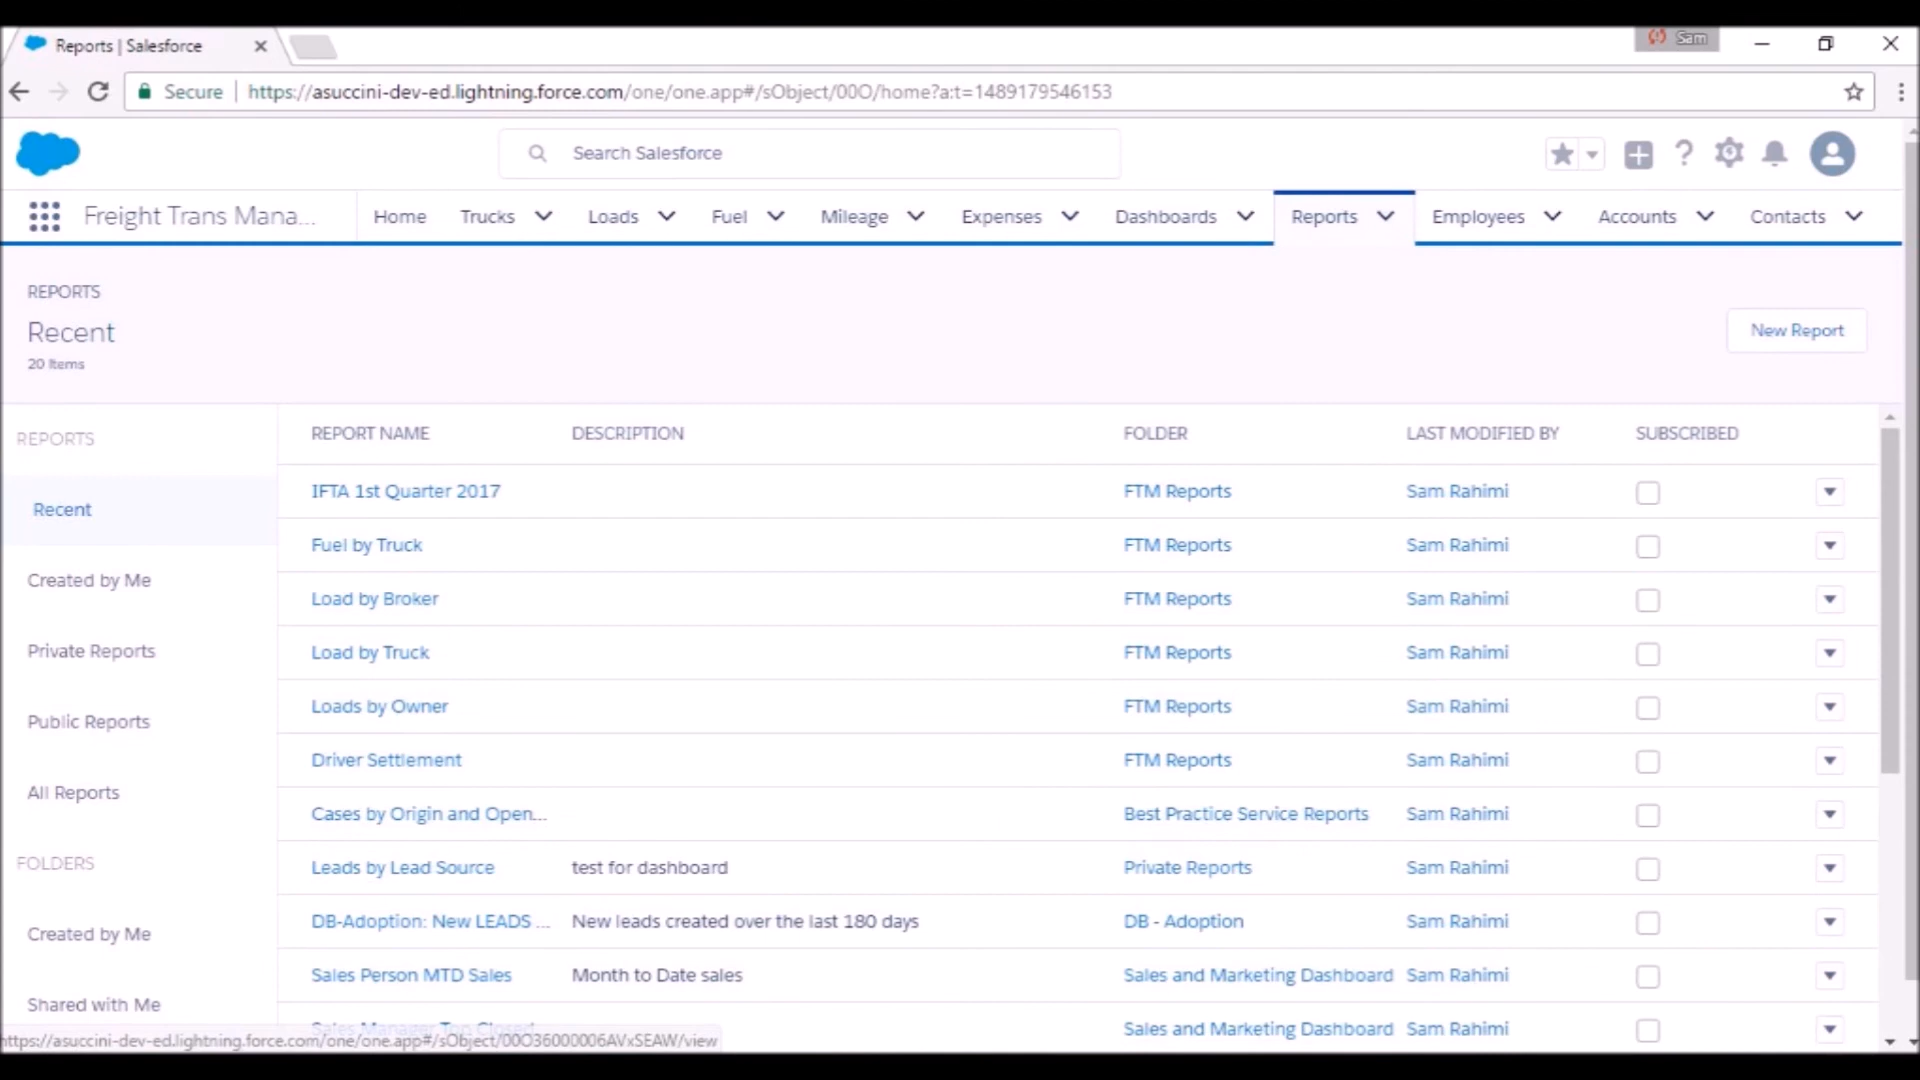 Reports | Salesforce
Sam
Secure https://asuccini-dev-ed.lightning.force.com/one/one.app#/sObject/00O/home?a:t=1489179546153
Search Salesforce
Freight Trans Mana... Home Trucks Loads Fuel Mileage Expenses Dashboards Reports Employees Accounts Contacts
REPORTS
Recent
20 Items
New Report
REPORTS
Recent
Created by Me
Private Reports
Public Reports
All Reports
FOLDERS
Created by Me
Shared with Me
REPORT NAME DESCRIPTION FOLDER LAST MODIFIED BY SUBSCRIBED
IFTA 1st Quarter 2017 FTM Reports Sam Rahimi
Fuel by Truck FTM Reports Sam Rahimi
Load by Broker FTM Reports Sam Rahimi
Load by Truck FTM Reports Sam Rahimi
Loads by Owner FTM Reports Sam Rahimi
Driver Settlement FTM Reports Sam Rahimi
Cases by Origin and Open... Best Practice Service Reports Sam Rahimi
Leads by Lead Source test for dashboard Private Reports Sam Rahimi
DB-Adoption: New LEADS ... New leads created over the last 180 days DB - Adoption Sam Rahimi
Sales Person MTD Sales Month to Date sales Sales and Marketing Dashboard Sam Rahimi
Sales Manager Top Closed Sales and Marketing Dashboard Sam Rahimi
https://asuccini-dev-ed.lightning.force.com/one/one.app#/sObject/00O36000006AVxSEAW/view